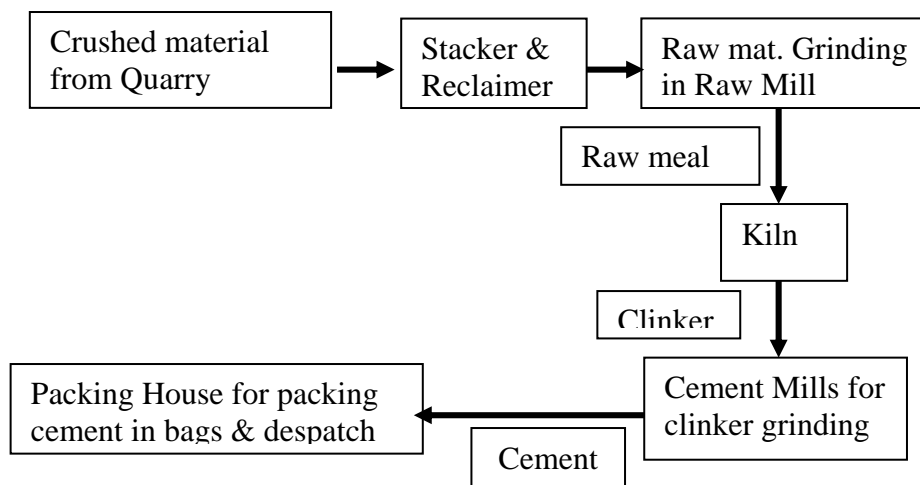 Crushed material
from Quarry
Stacker &
Reclaimer
Raw mat. Grinding
in Raw Mill
Raw meal
Kiln
Clinker
Cement Mills for
clinker grinding
Cement
Packing House for packing
cement in bags & despatch